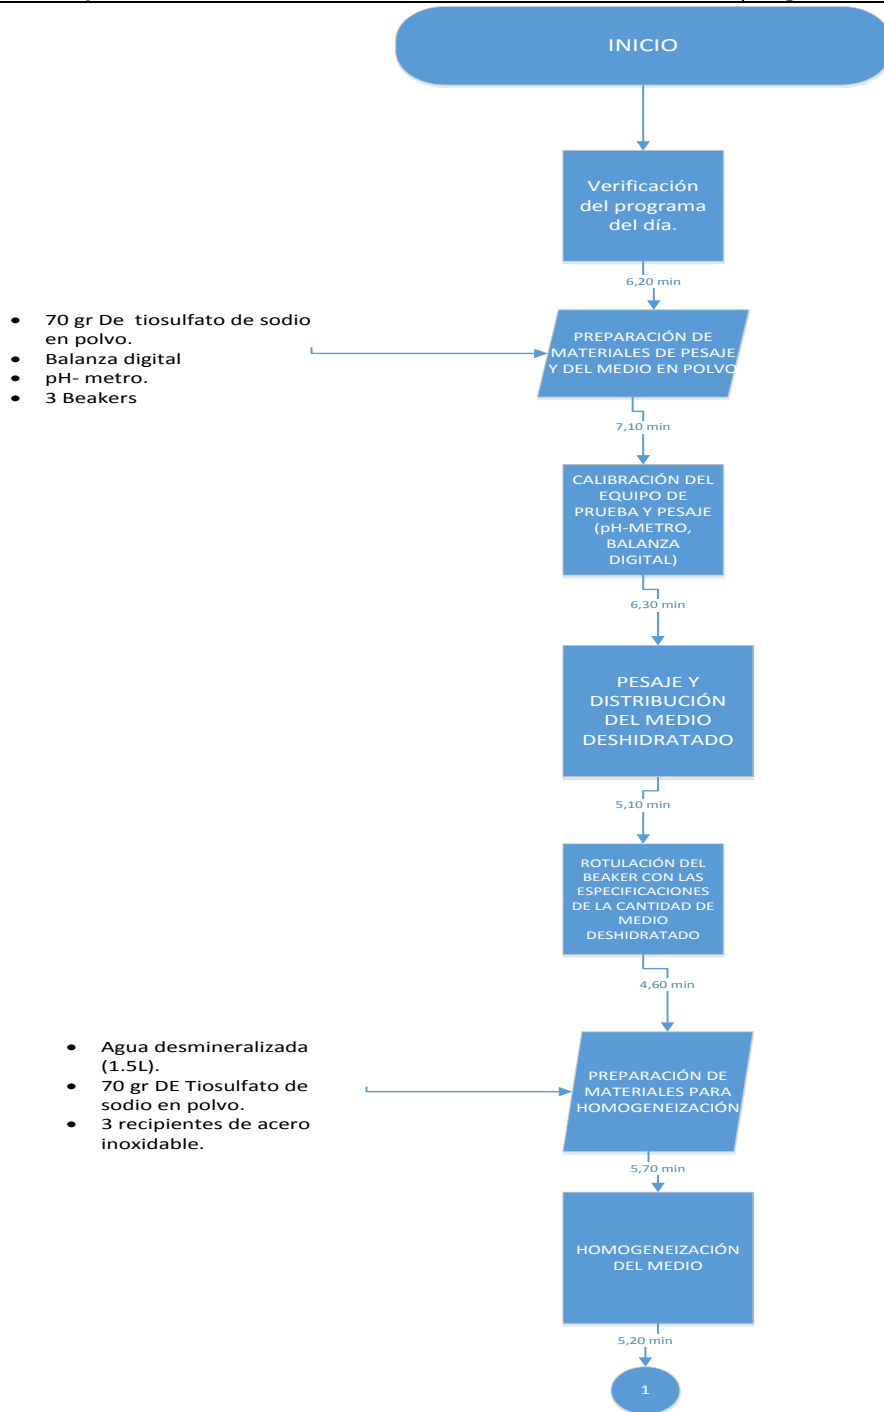 INICIO
Verificación
del programa
del día.
6,20 min
• 70 gr De tiosulfato de sodio
en polvo.
• Balanza digital
• pH- metro.
• 3 Beakers
PREPARACIÓN DE
MATERIALES DE PESAJE
Y DEL MEDIO EN POLVO
7,10 min
CALIBRACIÓN DEL
EQUIPO DE
PRUEBA Y PESAJE
(pH-METRO,
BALANZA
DIGITAL)
6,30 min
PESAJE Y
DISTRIBUCIÓN
DEL MEDIO
DESHIDRATADO
5,10 min
ROTULACIÓN DEL
BEAKER CON LAS
ESPECIFICACIONES
DE LA CANTIDAD DE
MEDIO
DESHIDRATADO
4,60 min
• Agua desmineralizada
(1.5L).
• 70 gr DE Tiosulfato de
sodio en polvo.
• 3 recipientes de acero
inoxidable.
PREPARACIÓN DE
MATERIALES PARA
HOMOGENEIZACIÓN
5,70 min
HOMOGENEIZACIÓN
DEL MEDIO
5,20 min
1